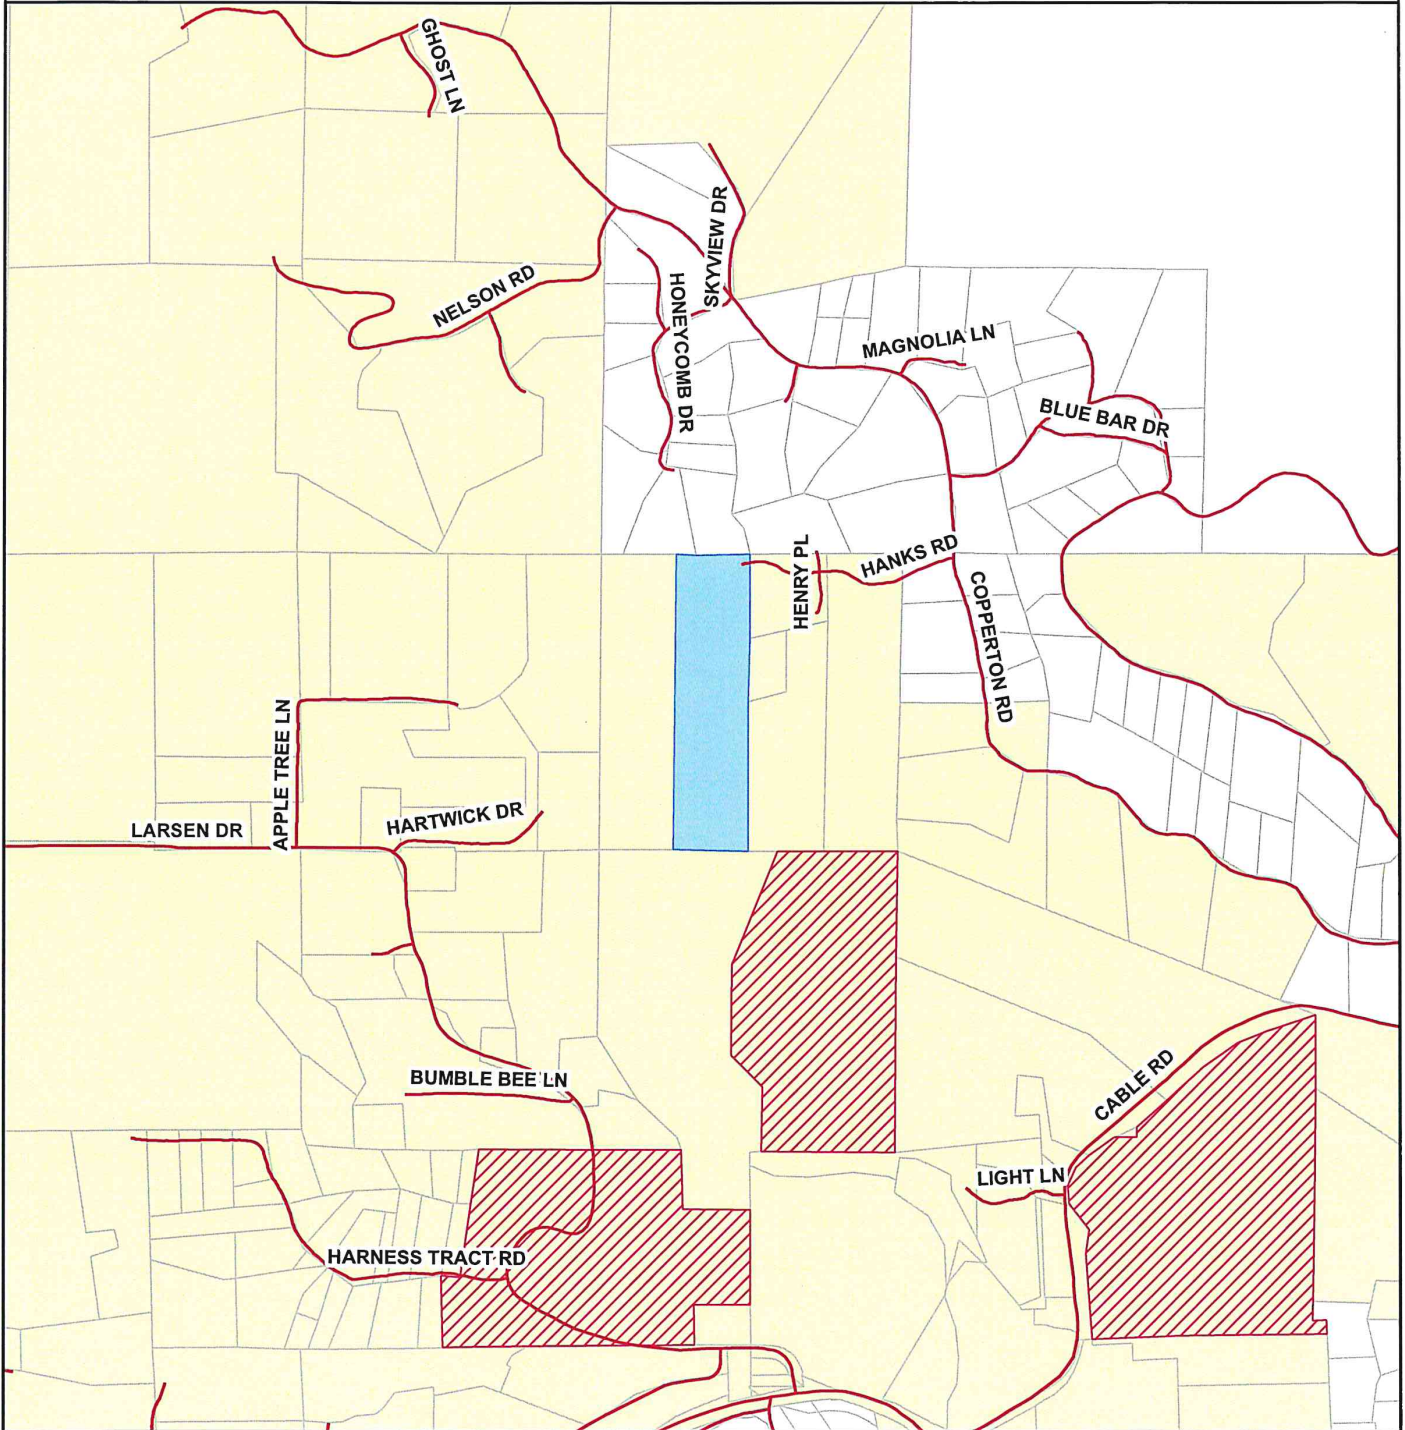 GHOST LN
SKYVIEW DR
NELSON RD
HONEYCOMB DR
MAGNOLIA LN
BLUE BAR DR
HENRY PL
HANKS RD
COPPERTON RD
APPLE TREE LN
HARTWICK DR
LARSEN DR
BUMBLE BEE LN
CABLE RD
LIGHT LN
HARNESS TRACT RD